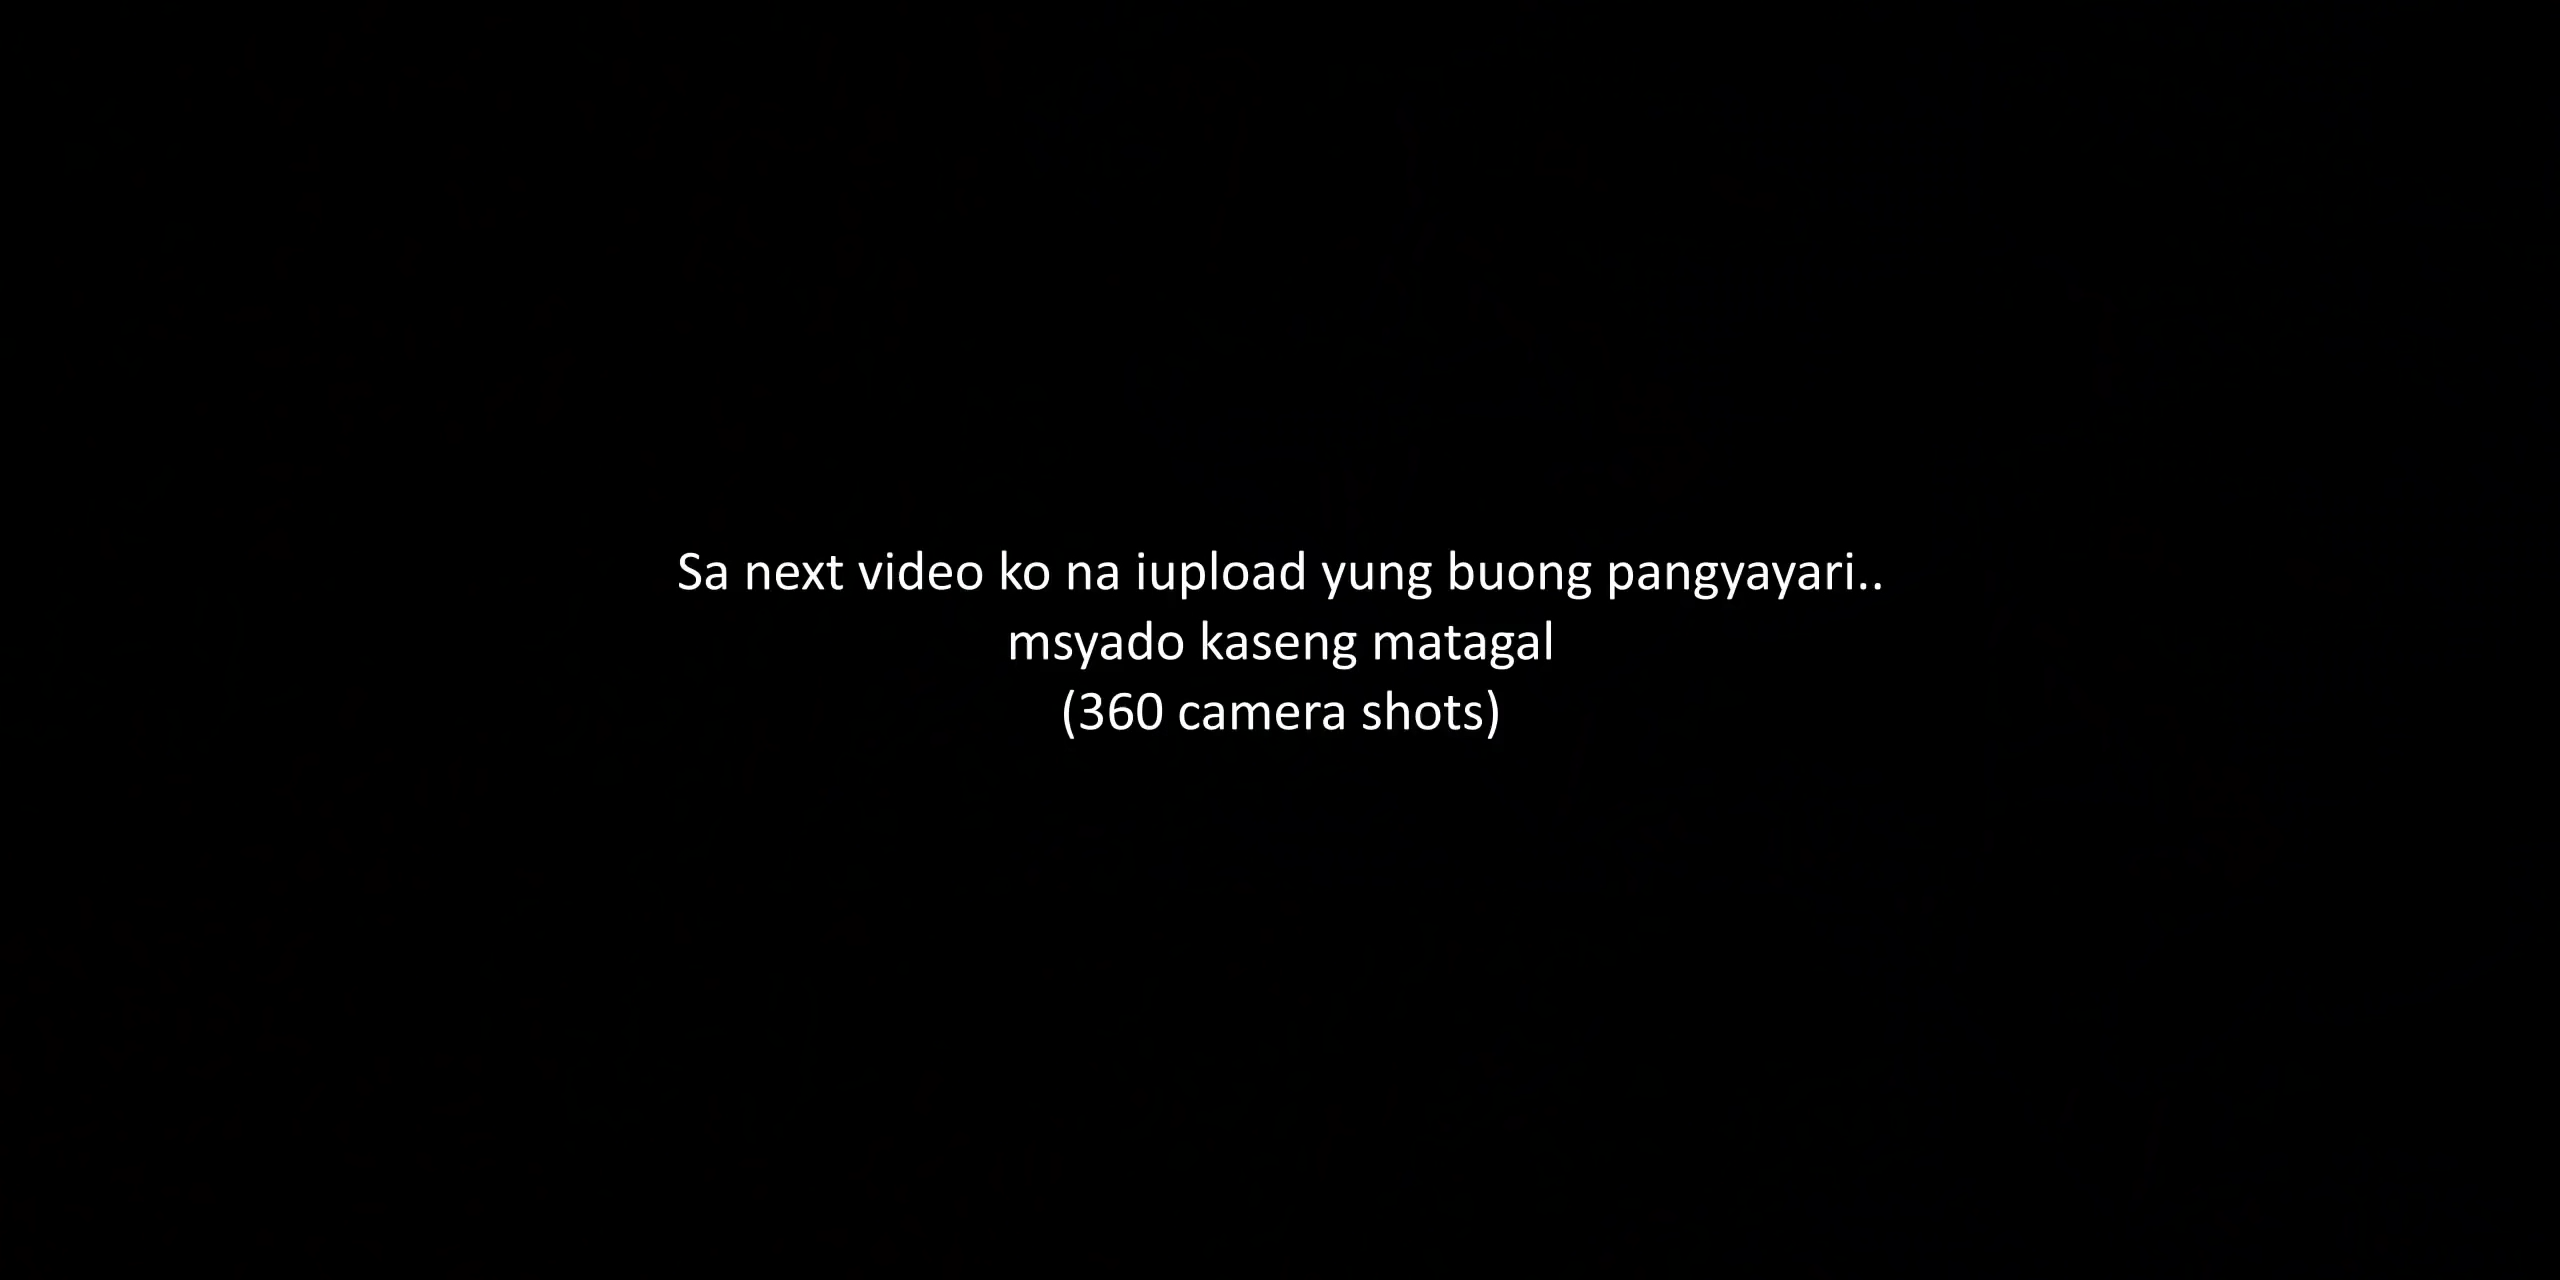 Sa next video ko na iupload yung buong pangyayari..
msyado kaseng matagal
(360 camera shots)